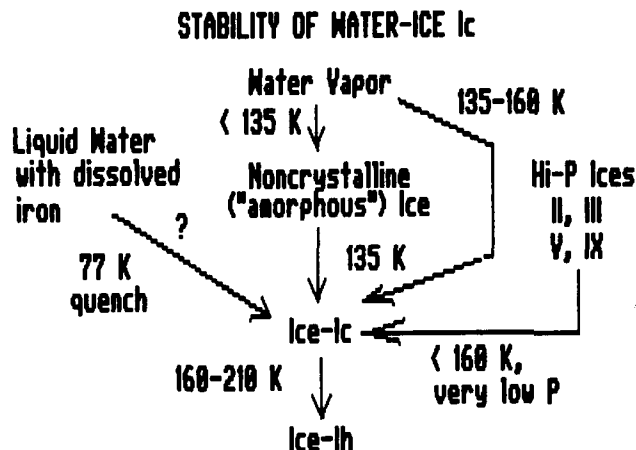 STABILITY OF WATER-ICE Ic
Water Vapor
< 135 K
135-160 K
Liquid Water
with dissolved
iron
Noncrystalline
("amorphous") Ice
Hi-P Ices
II, III
V, IX
?
77 K
quench
135 K
Ice-Ic
< 160 K,
very low P
160-210 K
Ice-Ih